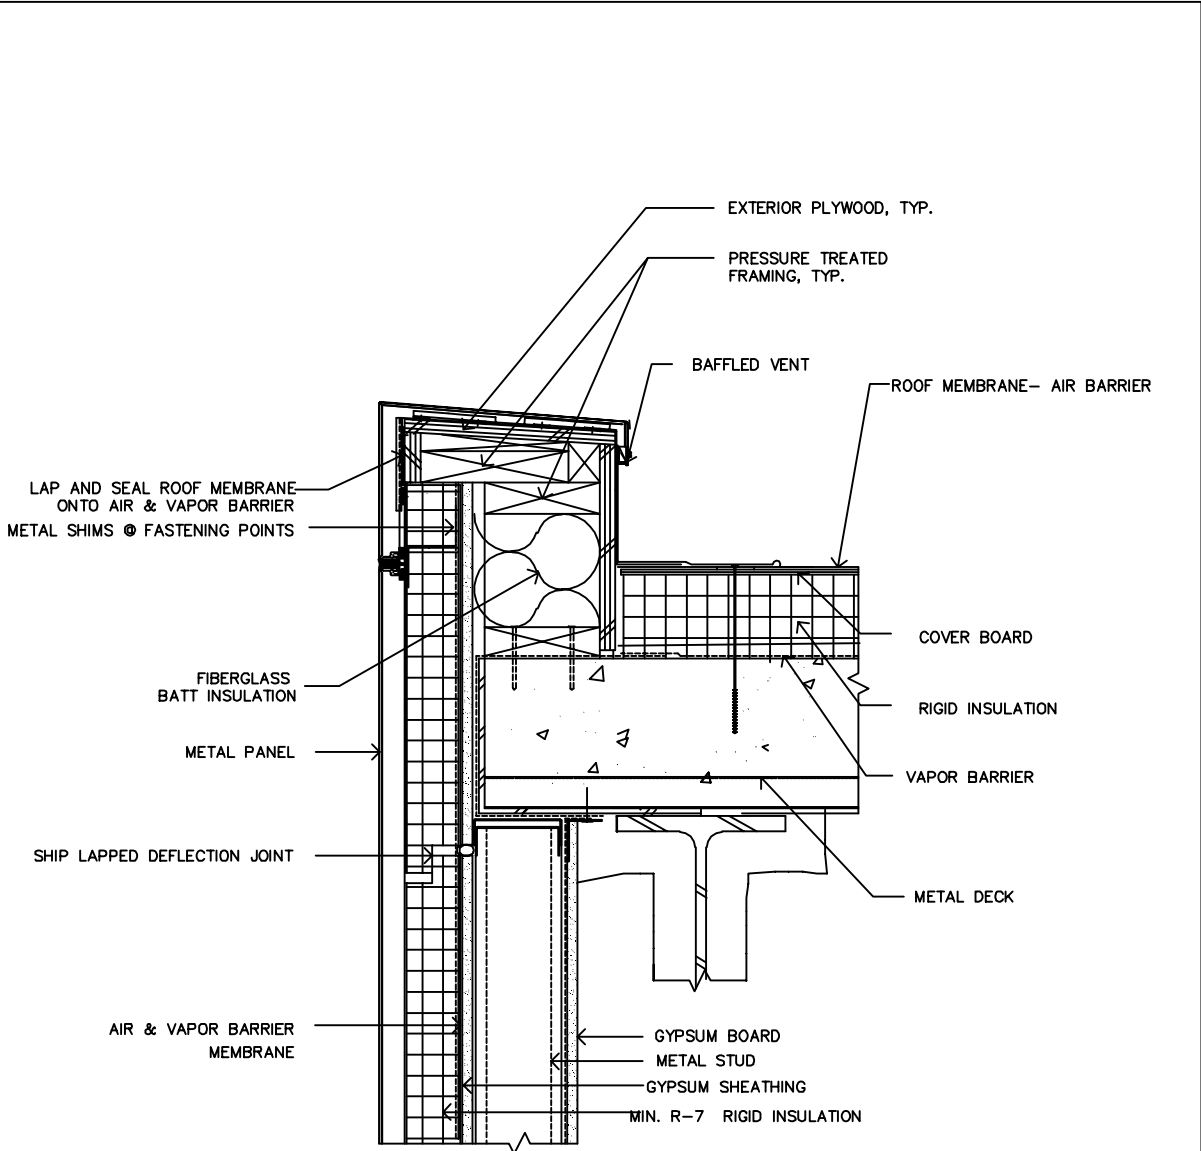 EXTERIOR PLYWOOD, TYP.
PRESSURE TREATED
FRAMING, TYP.
BAFFLED VENT
ROOF MEMBRANE- AIR BARRIER
LAP AND SEAL ROOF MEMBRANE
ONTO AIR & VAPOR BARRIER
METAL SHIMS @ FASTENING POINTS
COVER BOARD
FIBERGLASS
BATT INSULATION
RIGID INSULATION
METAL PANEL
VAPOR BARRIER
SHIP LAPPED DEFLECTION JOINT
METAL DECK
AIR & VAPOR BARRIER
MEMBRANE
GYPSUM BOARD
METAL STUD
GYPSUM SHEATHING
MIN. R-7 RIGID INSULATION